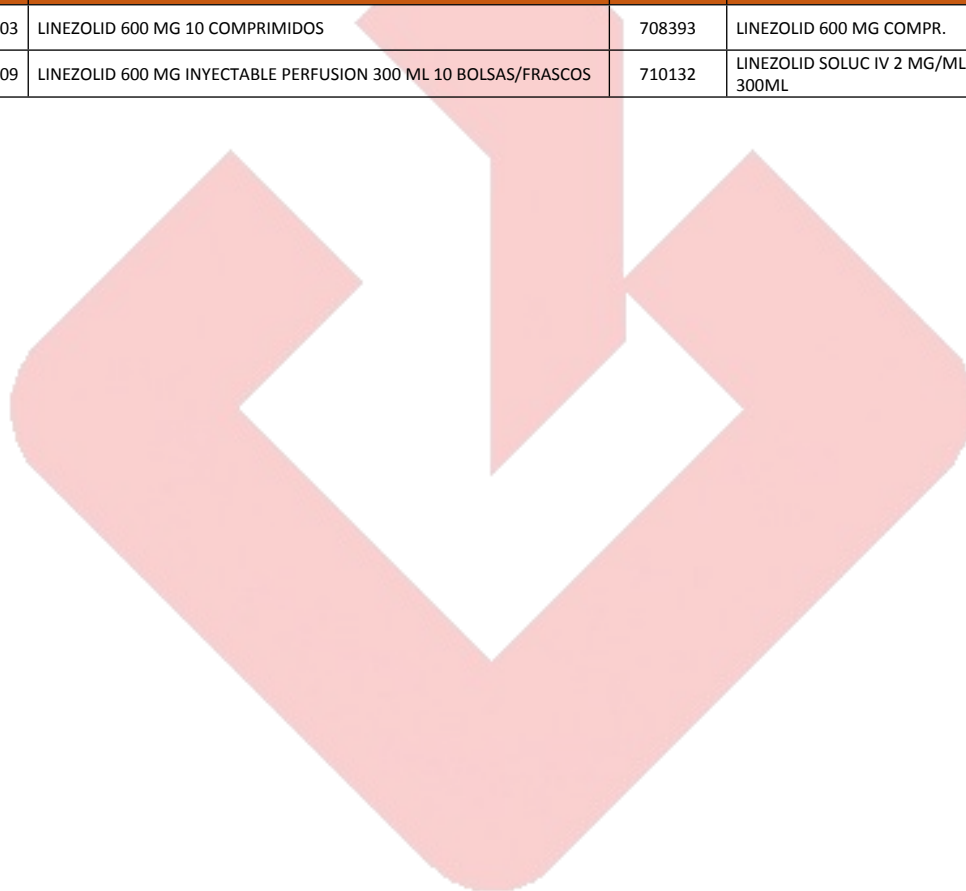 03 LINEZOLID 600 MG 10 COMPRIMIDOS 708393 LINEZOLID 600 MG COMPR.
09 LINEZOLID 600 MG INYECTABLE PERFUSION 300 ML 10 BOLSAS/FRASCOS 710132 LINEZOLID SOLUC IV 2 MG/ML
300ML